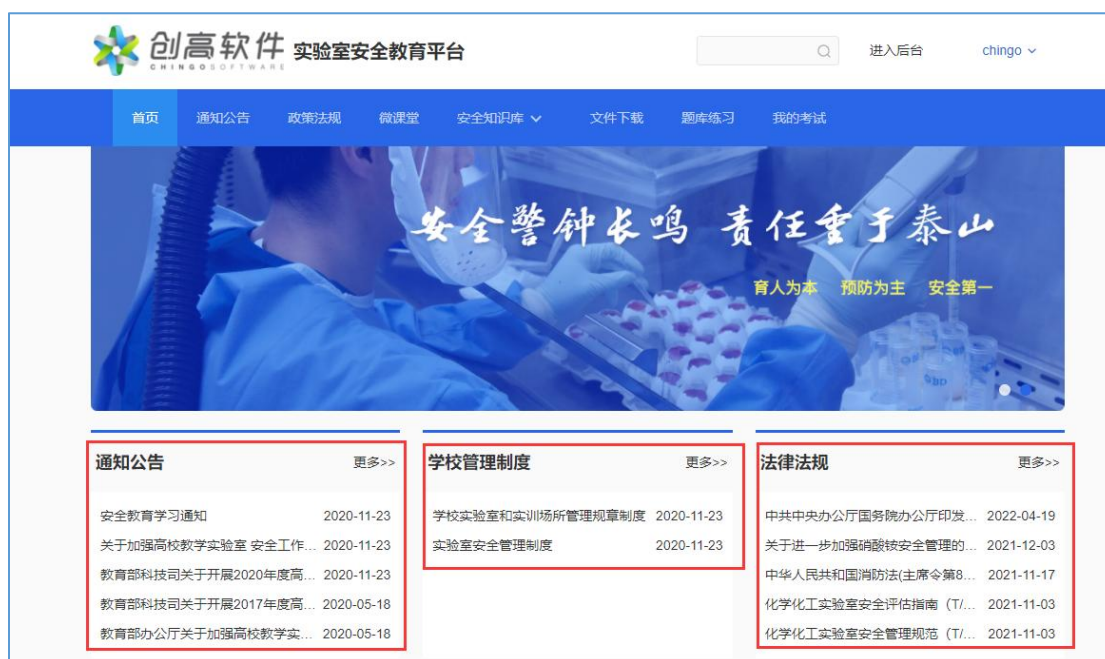 创高软件 实验室安全教育平台
CHINGOSOFTWARE
进入后台
chingo
首页 通知公告 政策法规 微课堂 安全知识库 文件下载 题库练习 我的考试
安全警钟长鸣 责任重于泰山
育人为本 预防为主 安全第一
通知公告 更多>>
安全教育学习通知 2020-11-23
关于加强高校教学实验室 安全工作... 2020-11-23
教育部科技司关于开展2020年度高... 2020-11-23
教育部科技司关于开展2017年度高... 2020-05-18
教育部办公厅关于加强高校教学实... 2020-05-18
学校管理制度 更多>>
学校实验室和实训场所管理规章制度 2020-11-23
实验室安全管理制度 2020-11-23
法律法规 更多>>
中共中央办公厅国务院办公厅印发... 2022-04-19
关于进一步加强硝酸铵安全管理的... 2021-12-03
中华人民共和国消防法(主席令第8... 2021-11-17
化学化工实验室安全评估指南（T/... 2021-11-03
化学化工实验室安全管理规范（T/... 2021-11-03